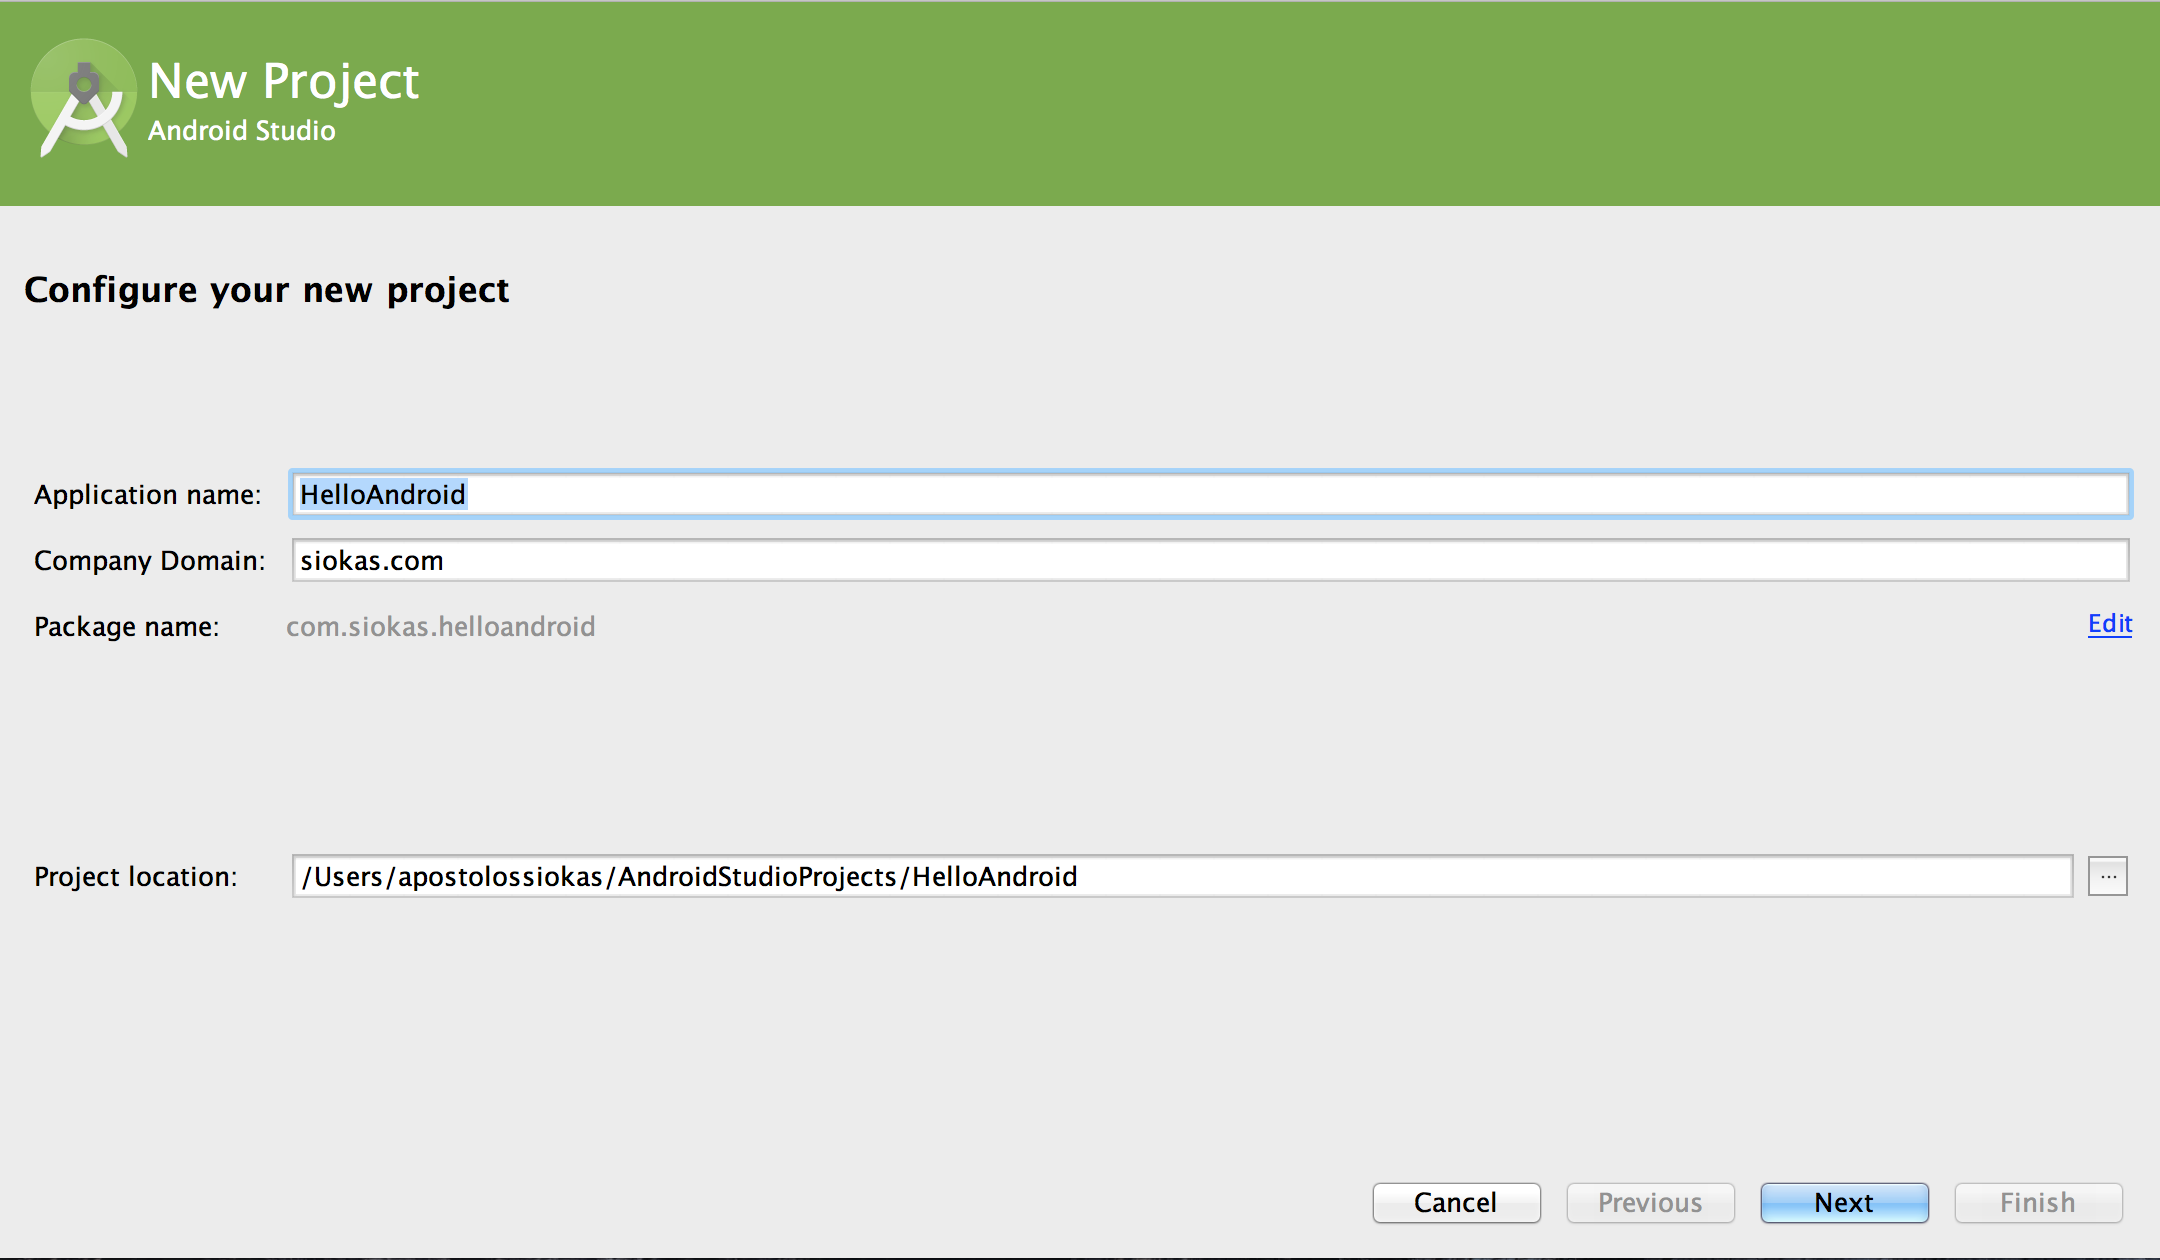 New Project
Android Studio
Configure your new project
Application name: HelloAndroid
Company Domain: siokas.com
Package name: com.siokas.helloandroid Edit
Project location: /Users/apostolossiokas/AndroidStudioProjects/HelloAndroid ...
Cancel Previous Next Finish